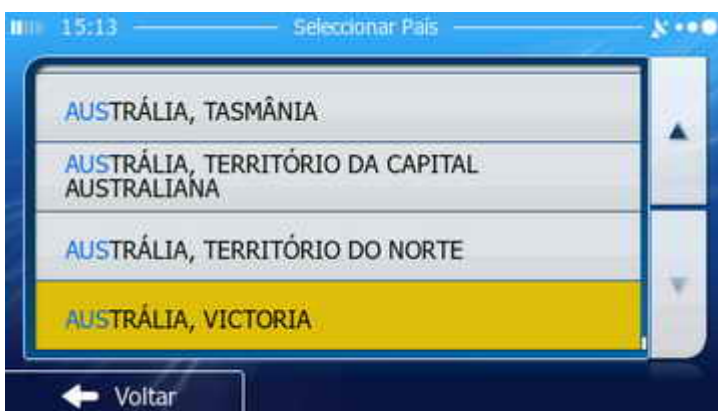 15:13 Seleccionar País
AUSTRÁLIA, TASMÂNIA
AUSTRÁLIA, TERRITÓRIO DA CAPITAL
AUSTRALIANA
AUSTRÁLIA, TERRITÓRIO DO NORTE
AUSTRÁLIA, VICTORIA
Voltar